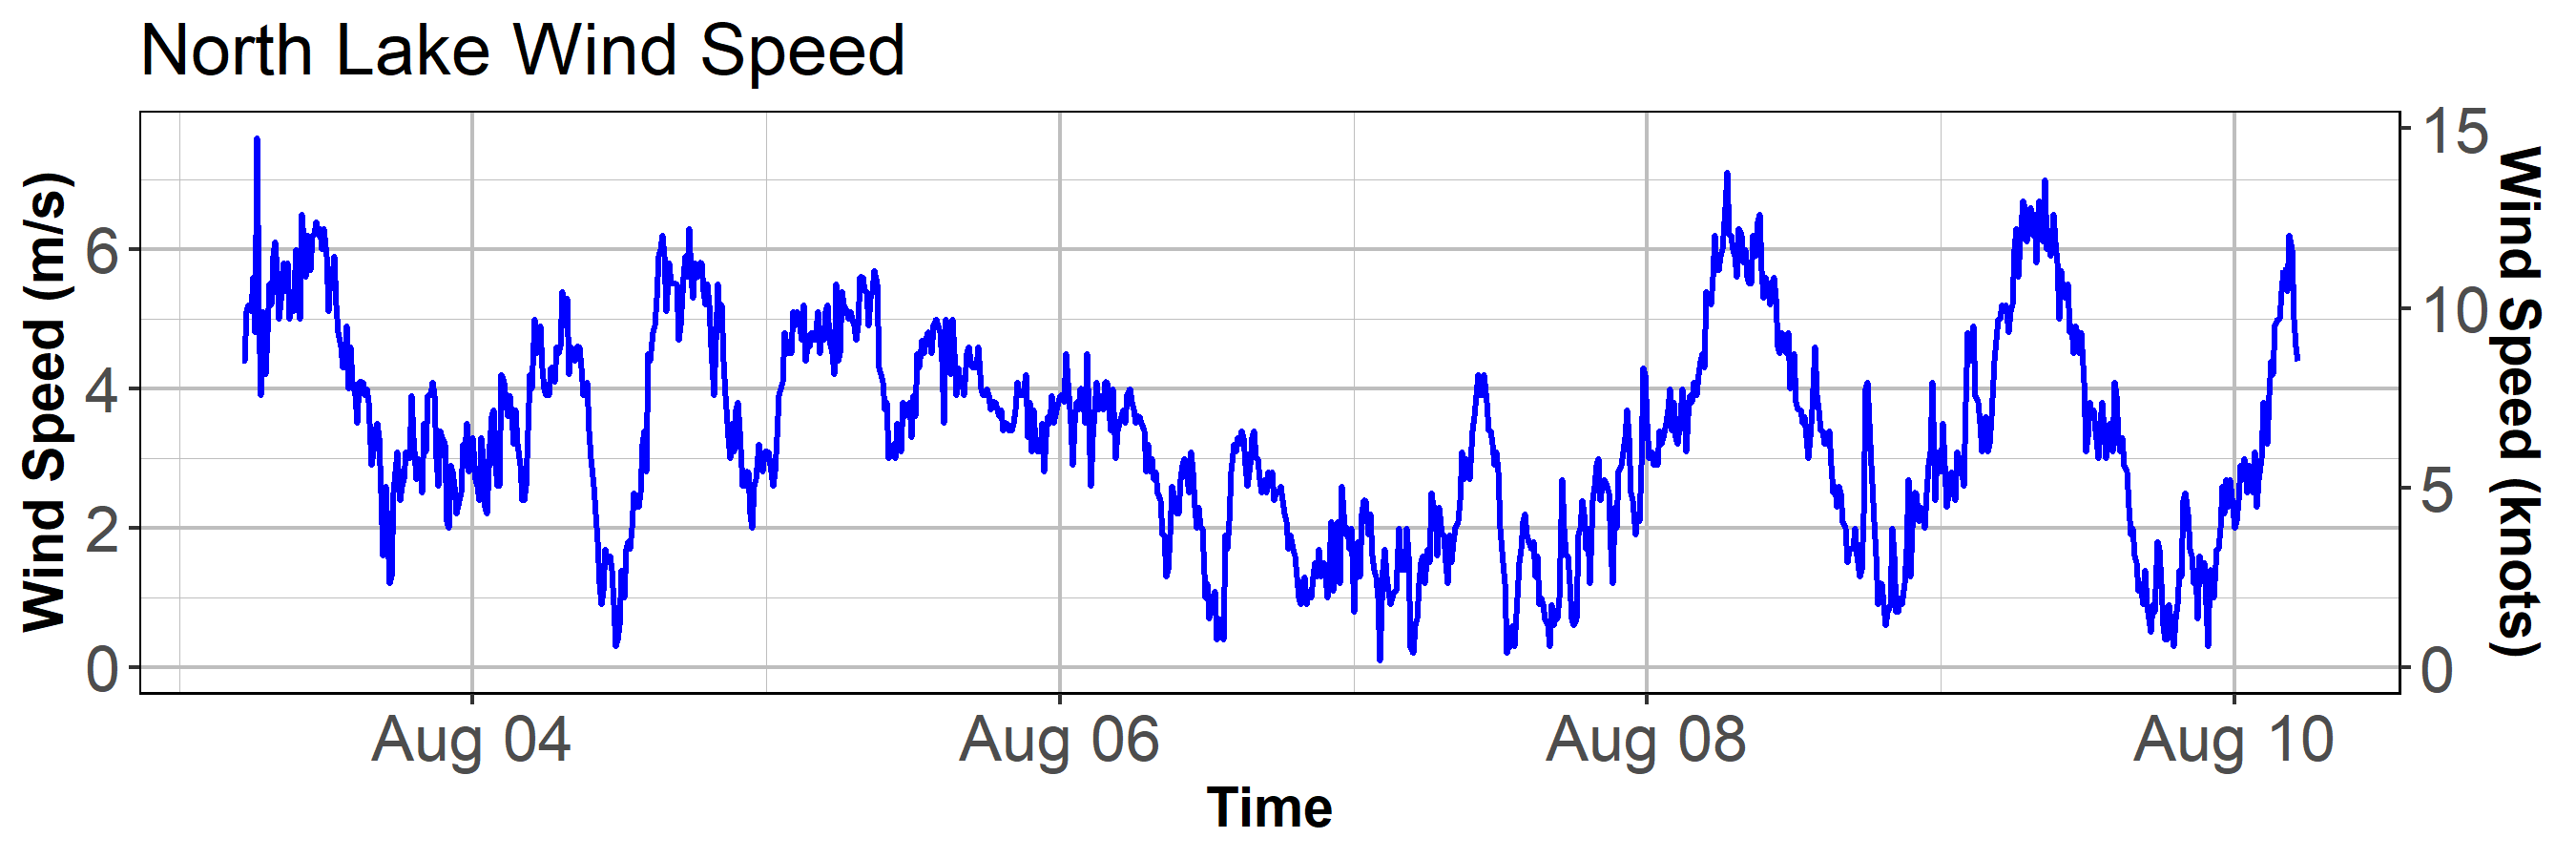 North Lake Wind Speed
Wind Speed (m/s)
6
4
2
0
15
10
5
0
Wind Speed (knots)
Aug 04
Aug 06
Aug 08
Aug 10
Time